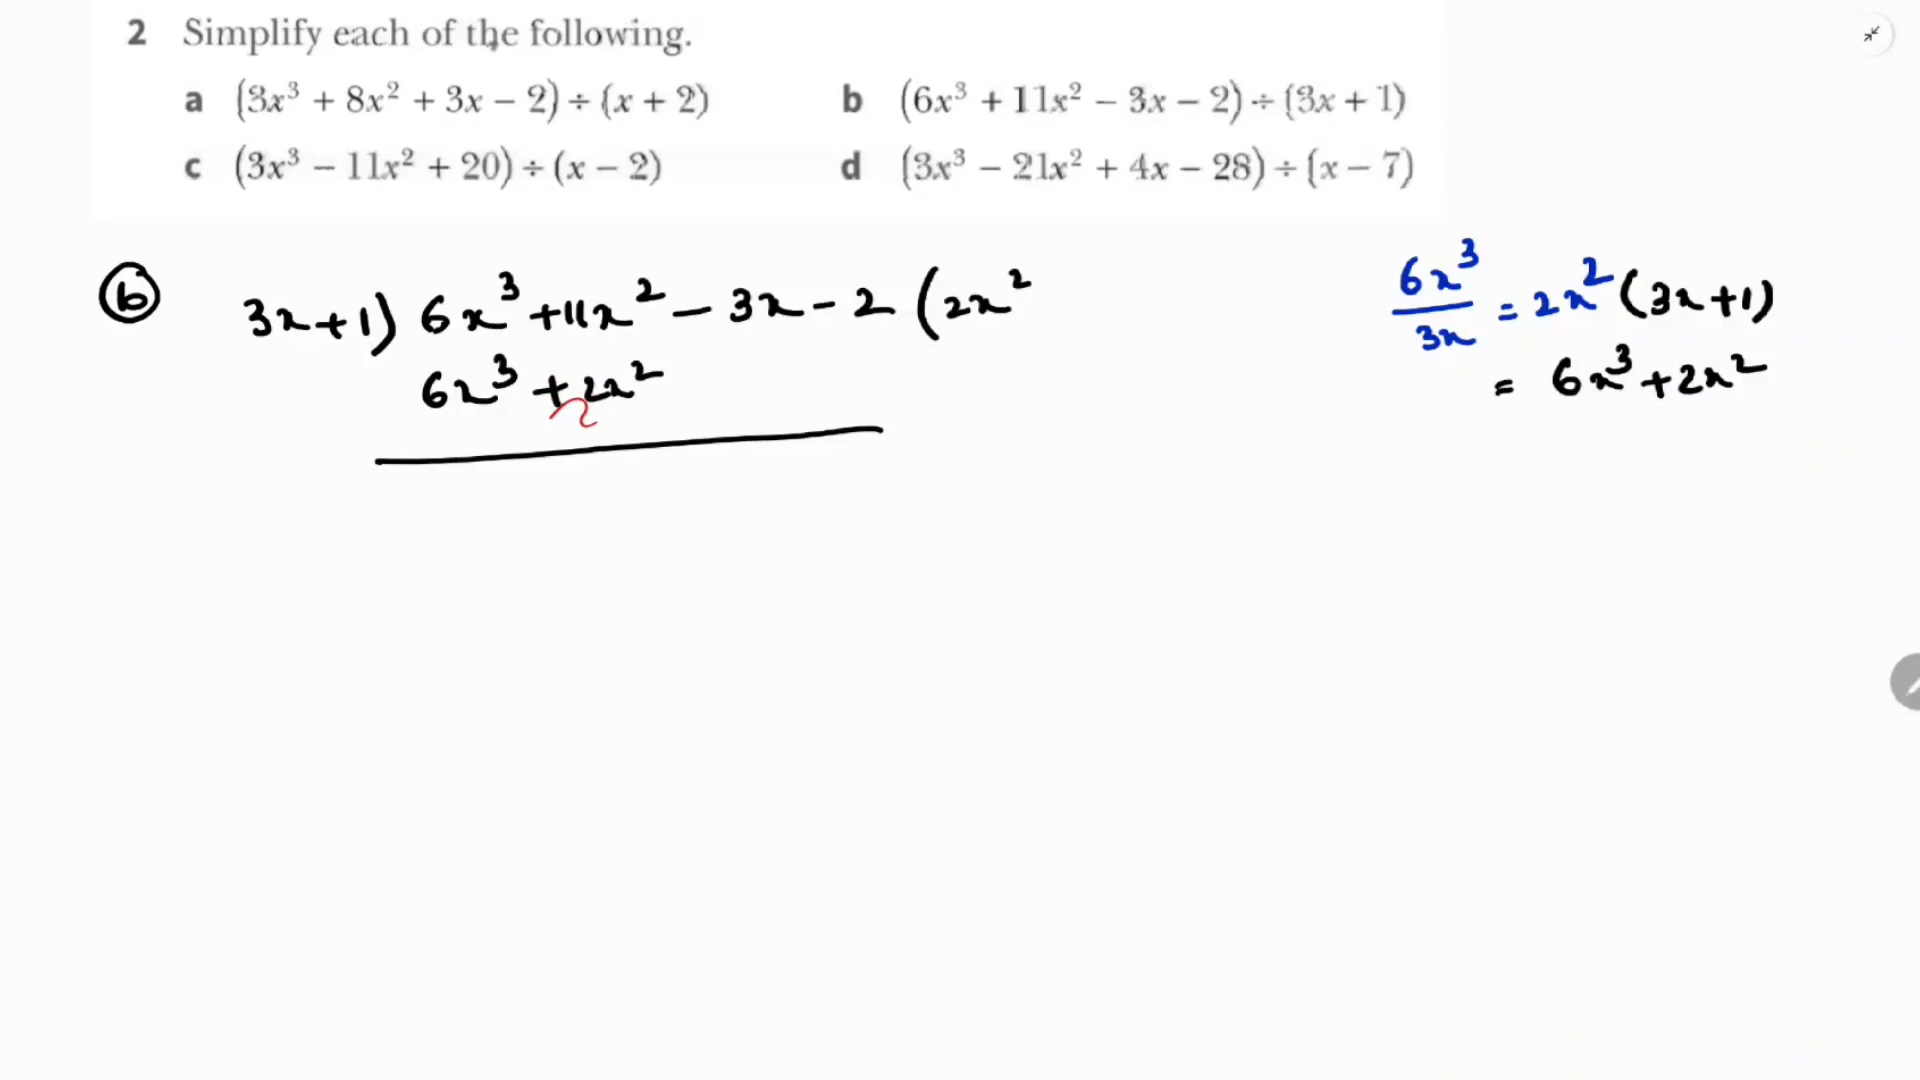 2 Simplify each of the following.
a (3x³ + 8x² + 3x − 2) ÷ (x + 2) b (6x³ + 11x² − 3x − 2) ÷ (3x + 1)
c (3x³ − 11x² + 20) ÷ (x − 2) d (3x³ − 21x² + 4x − 28) ÷ (x − 7)
b 3x+1) 6x³ +11x² − 3x − 2 (2x²
6x³ +2x²
6x³/3x = 2x² (3x+1)
= 6x³+2x²